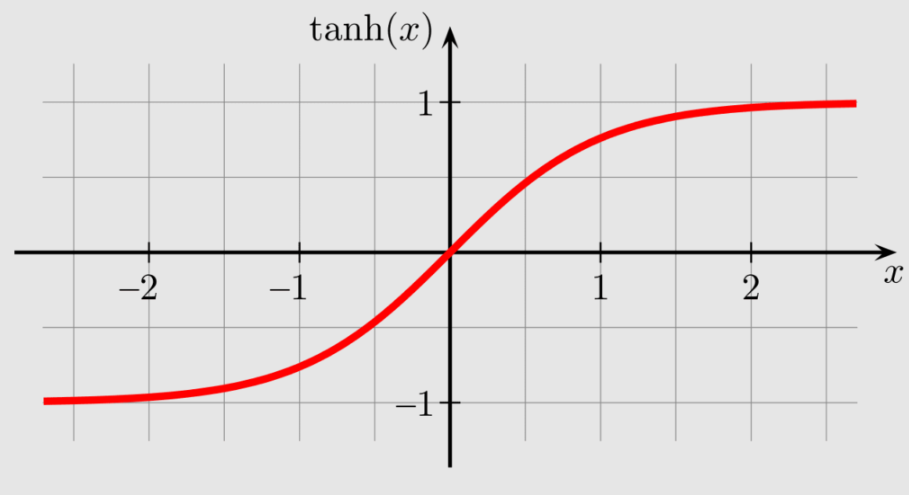 tanh(x)
1
–2 –1 1 2
x
–1